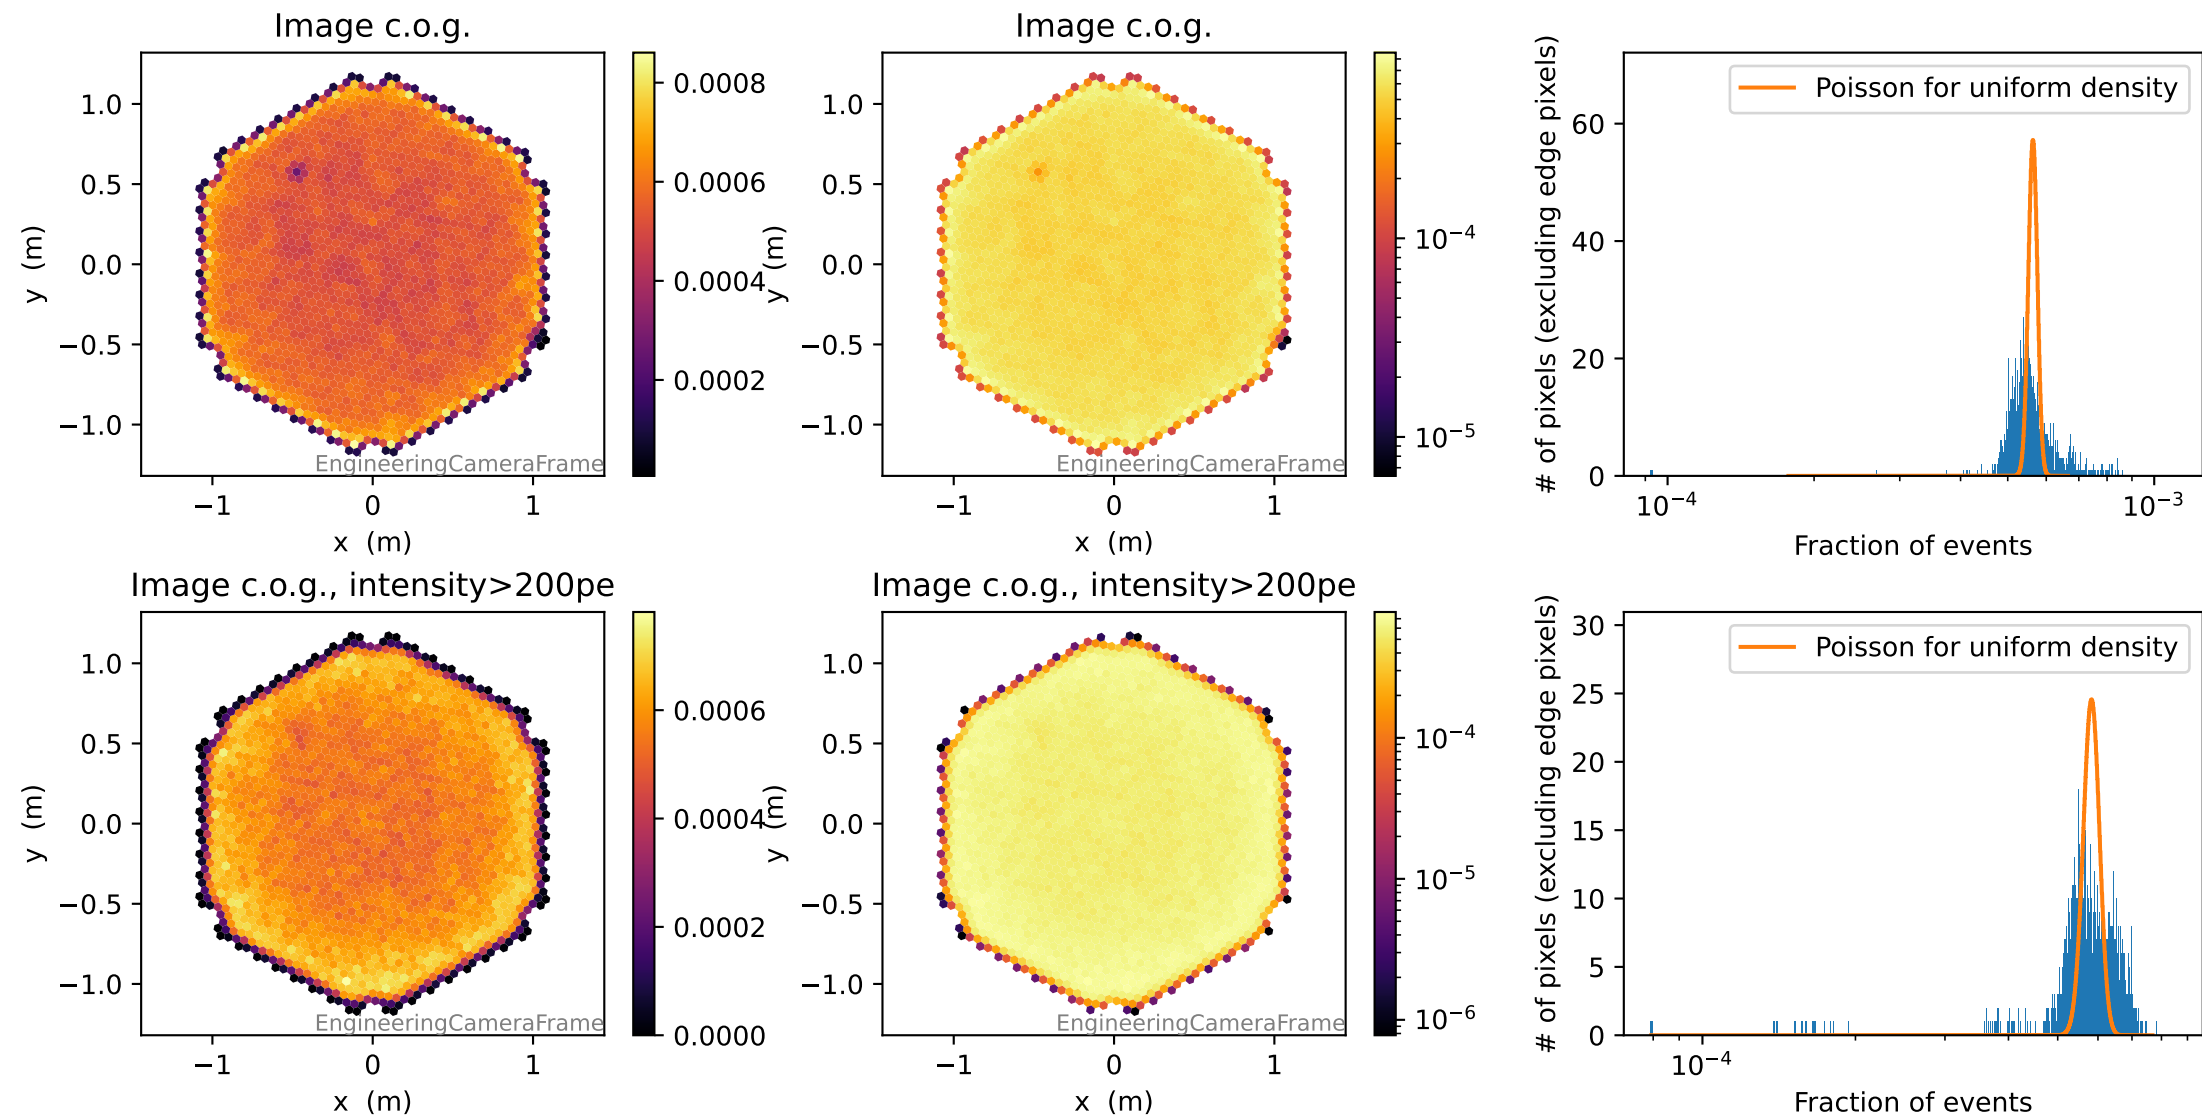 Image c.o.g.
1.0
0.5
0.0
−0.5
−1.0
y (m)
−1
0
1
x (m)
EngineeringCameraFrame
0.0008
0.0006
0.0004
0.0002
Image c.o.g.
1.0
0.5
0.0
−0.5
−1.0
y (m)
−1
0
1
x (m)
EngineeringCameraFrame
10⁻⁴
10⁻⁵
Poisson for uniform density
# of pixels (excluding edge pixels)
60
40
20
0
10⁻⁴
10⁻³
Fraction of events
Image c.o.g., intensity>200pe
1.0
0.5
0.0
−0.5
−1.0
y (m)
−1
0
1
x (m)
EngineeringCameraFrame
0.0006
0.0004
0.0002
0.0000
Image c.o.g., intensity>200pe
1.0
0.5
0.0
−0.5
−1.0
y (m)
−1
0
1
x (m)
EngineeringCameraFrame
10⁻⁴
10⁻⁵
10⁻⁶
Poisson for uniform density
# of pixels (excluding edge pixels)
30
25
20
15
10
5
0
10⁻⁴
Fraction of events